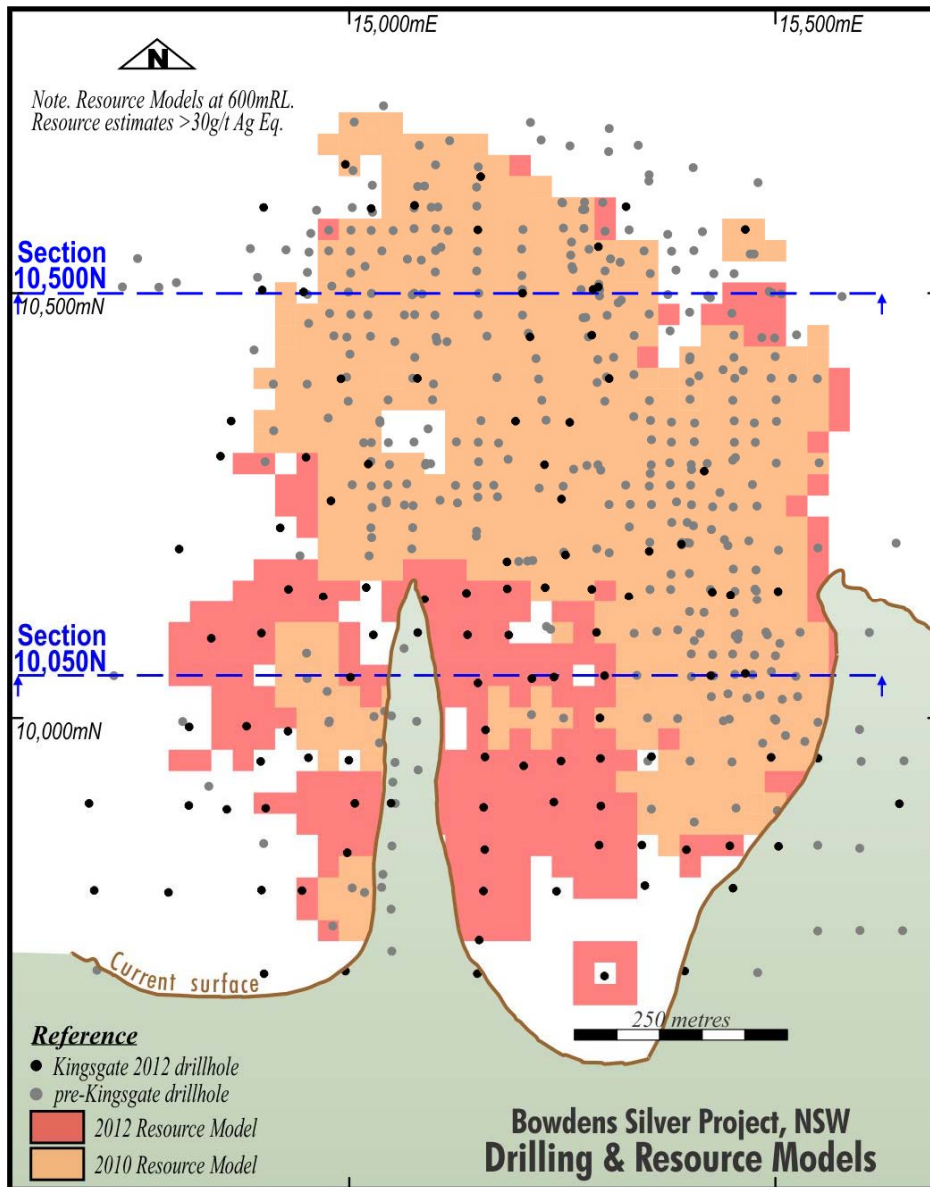 15,000mE
15,500mE
N
Note. Resource Models at 600mRL.
Resource estimates >30g/t Ag Eq.
Section
10,500N
10,500mN
Section
10,050N
10,000mN
Current surface
250 metres
Reference
Kingsgate 2012 drillhole
pre-Kingsgate drillhole
2012 Resource Model
2010 Resource Model
Bowdens Silver Project, NSW
Drilling & Resource Models